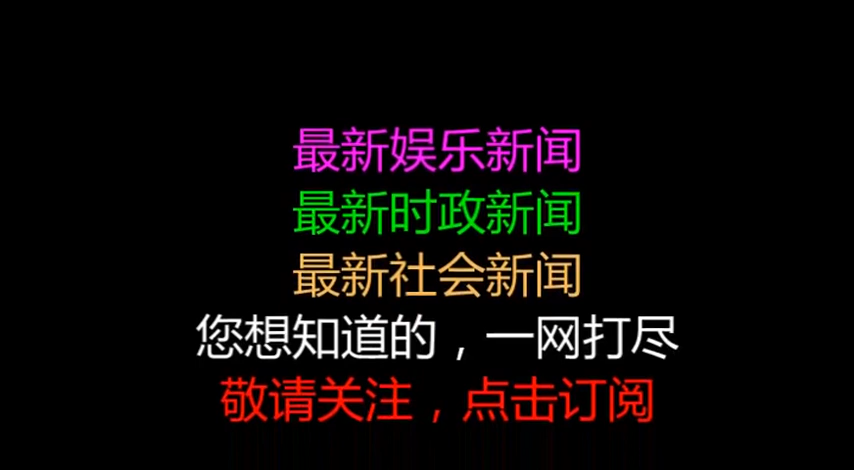 最新娱乐新闻
最新时政新闻
最新社会新闻
您想知道的，一网打尽
敬请关注，点击订阅